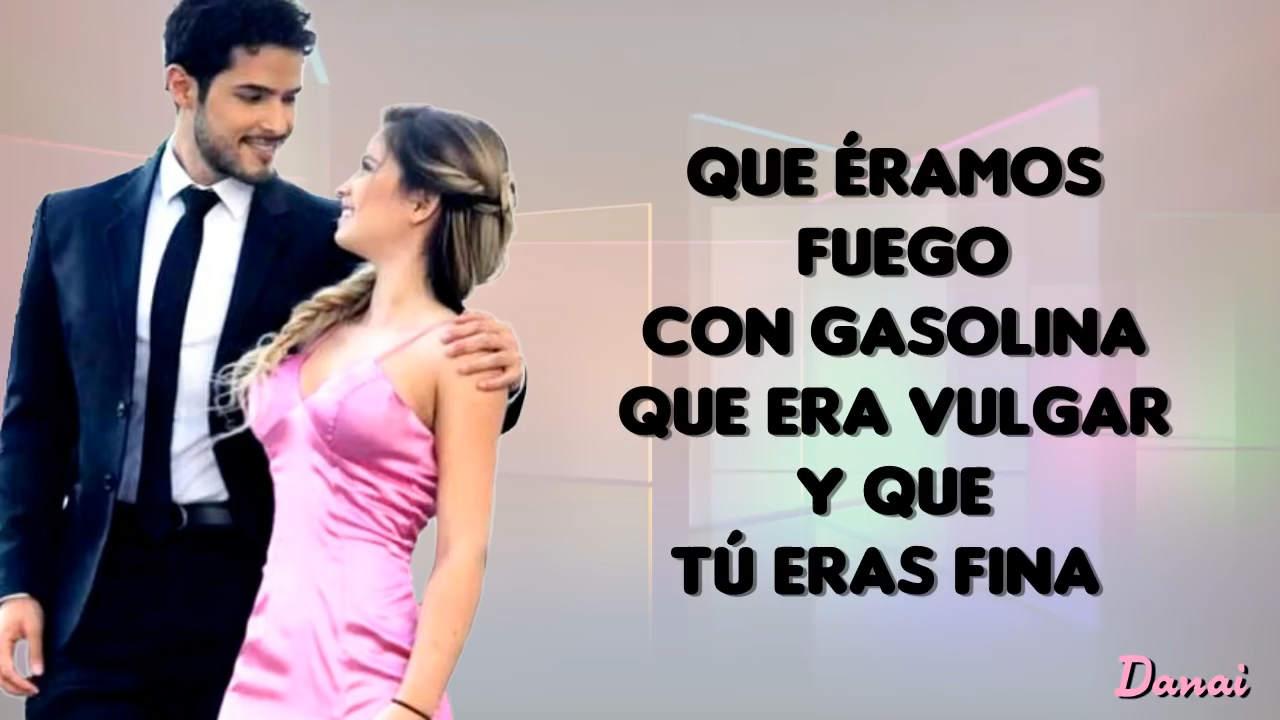 QUE ÉRAMOS
FUEGO
CON GASOLINA
QUE ERA VULGAR
Y QUE
TÚ ERAS FINA
Danai